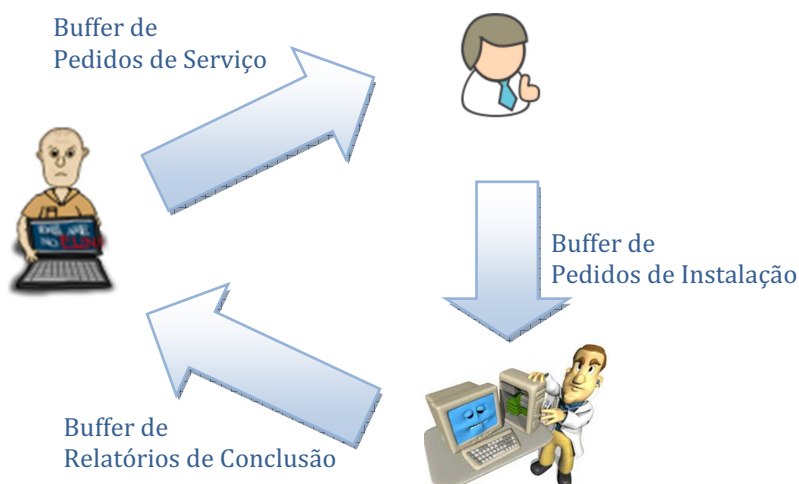 Buffer de
Pedidos de Serviço
Buffer de
Pedidos de Instalação
Buffer de
Relatórios de Conclusão